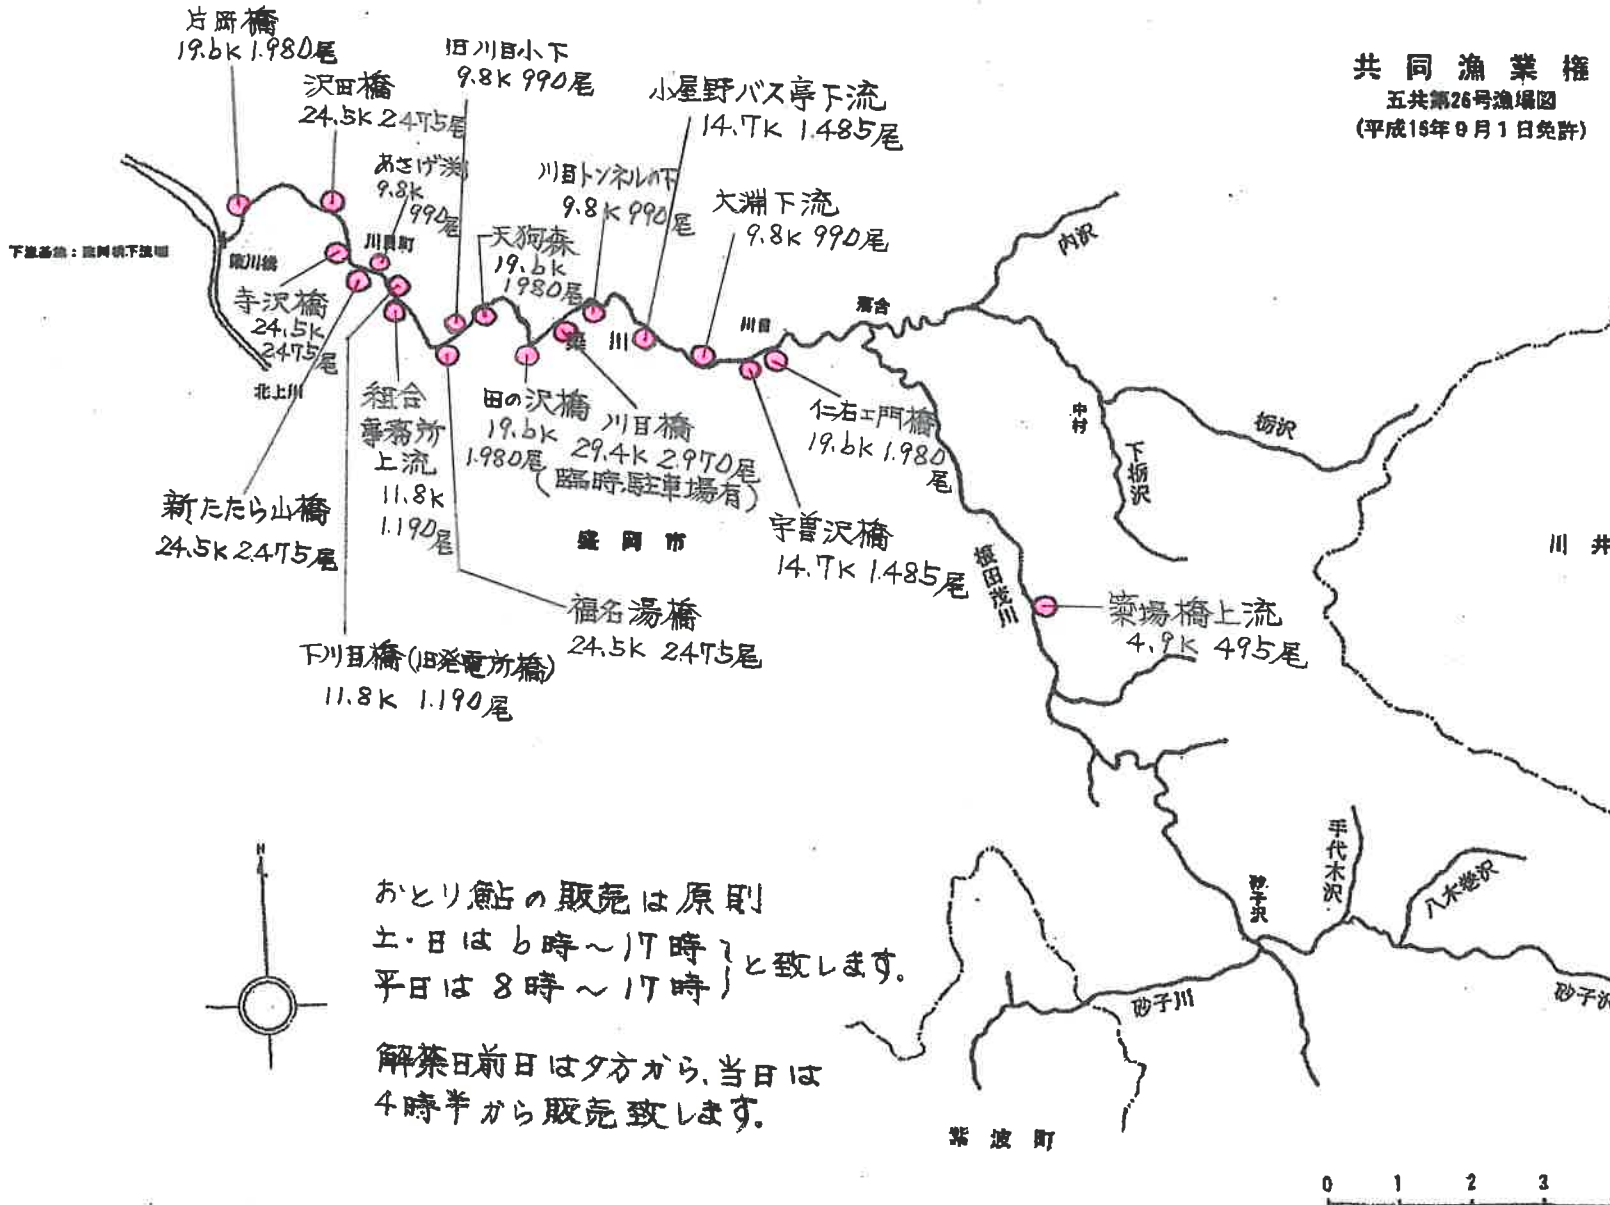 共同漁業権
五共第26号漁場図
(平成15年9月1日免許)
片岡橋
19.6K 1.980尾
沢田橋
24.5K 2475尾
旧川目小下
9.8K 990尾
小屋野バス亭下流
14.7K 1.485尾
あさげ渕
9.8K
990尾
川目トンネルの下
9.8K 990尾
大渊下流
9.8K 990尾
天狗森
19.6K
1980尾
内沢
川目町
簗川橋
寺沢橋
24.5K
2475尾
北上川
落合
川目
簗川
組合
事務所
上流
11.8K
1.190尾
田の沢橋
19.6K
1.980尾
川目橋
29.4K 2.970尾
(臨時駐車場有)
仁右エ門橋
19.6K 1.980
尾
中村
栃沢
下栃沢
新たたら山橋
24.5K 2.475尾
盛岡市
宇曽沢橋
14.7K 1.485尾
川井
根田茂川
簗場橋上流
4.9K 495尾
福名湯橋
24.5K 2475尾
下川目橋(旧発電所橋)
11.8K 1.190尾
手代木沢
八木巻沢
砂子沢
砂子川
砂子沢
N
おとり鮎の販売は原則
土・日は6時〜17時
平日は8時〜17時
と致します。
解禁日前日は夕方から、当日は
4時半から販売致します。
紫波町
0 1 2 3